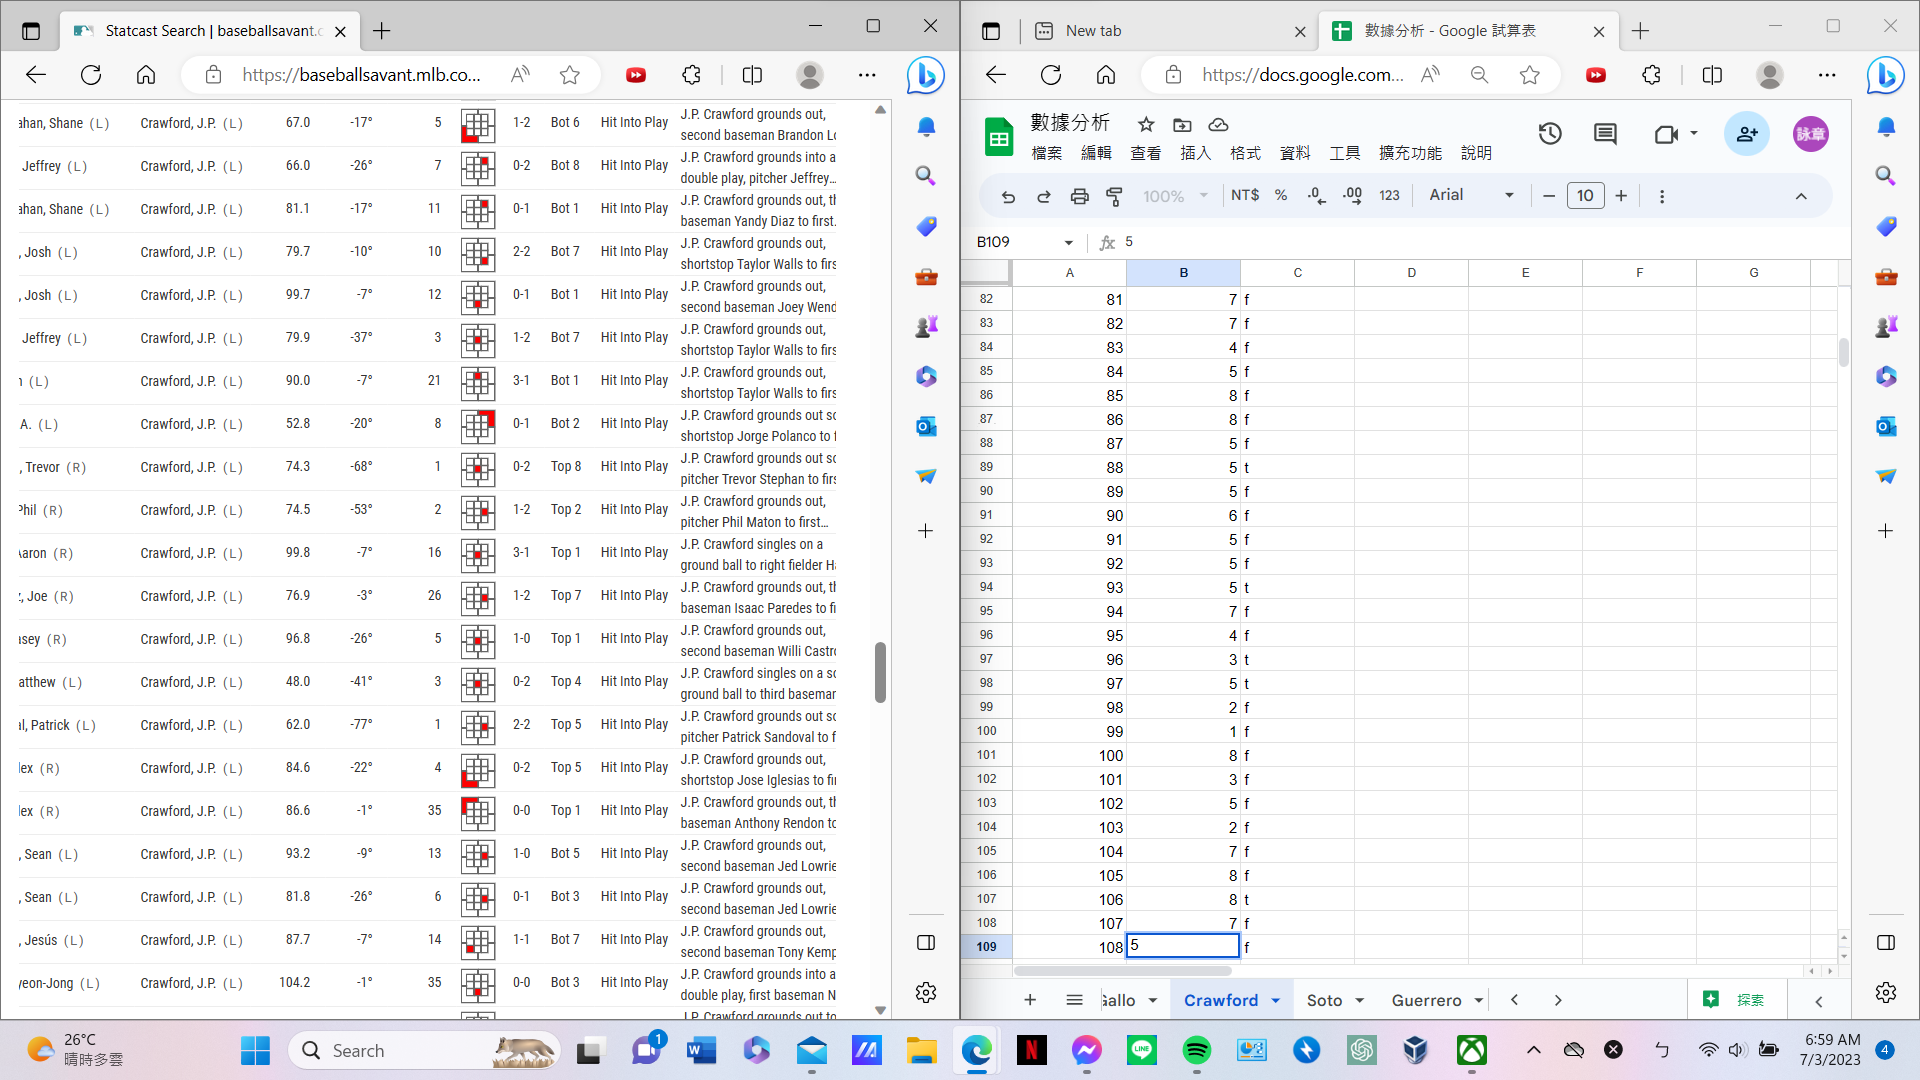 Statcast Search | baseballsavant.c
https://baseballsavant.mlb.co...
ahan, Shane (L) Crawford, J.P. (L) 67.0 -17° 5 1-2 Bot 6 Hit Into Play J.P. Crawford grounds out,
second baseman Brandon Lo
Jeffrey (L) Crawford, J.P. (L) 66.0 -26° 7 0-2 Bot 8 Hit Into Play J.P. Crawford grounds into a
double play, pitcher Jeffrey...
ahan, Shane (L) Crawford, J.P. (L) 81.1 -17° 11 0-1 Bot 1 Hit Into Play J.P. Crawford grounds out, th
baseman Yandy Diaz to first.
, Josh (L) Crawford, J.P. (L) 79.7 -10° 10 2-2 Bot 7 Hit Into Play J.P. Crawford grounds out,
shortstop Taylor Walls to firs
, Josh (L) Crawford, J.P. (L) 99.7 -7° 12 0-1 Bot 1 Hit Into Play J.P. Crawford grounds out,
second baseman Joey Wend
Jeffrey (L) Crawford, J.P. (L) 79.9 -37° 3 1-2 Bot 7 Hit Into Play J.P. Crawford grounds out,
shortstop Taylor Walls to firs
(L) Crawford, J.P. (L) 90.0 -7° 21 3-1 Bot 1 Hit Into Play J.P. Crawford grounds out,
shortstop Taylor Walls to firs
A. (L) Crawford, J.P. (L) 52.8 -20° 8 0-1 Bot 2 Hit Into Play J.P. Crawford grounds out so
shortstop Jorge Polanco to f
, Trevor (R) Crawford, J.P. (L) 74.3 -68° 1 0-2 Top 8 Hit Into Play J.P. Crawford grounds out so
pitcher Trevor Stephan to firs
Phil (R) Crawford, J.P. (L) 74.5 -53° 2 1-2 Top 2 Hit Into Play J.P. Crawford grounds out,
pitcher Phil Maton to first...
Aaron (R) Crawford, J.P. (L) 99.8 -7° 16 3-1 Top 1 Hit Into Play J.P. Crawford singles on a
ground ball to right fielder Ha
z, Joe (R) Crawford, J.P. (L) 76.9 -3° 26 1-2 Top 7 Hit Into Play J.P. Crawford grounds out, th
baseman Isaac Paredes to fi
asey (R) Crawford, J.P. (L) 96.8 -26° 5 1-0 Top 1 Hit Into Play J.P. Crawford grounds out,
second baseman Willi Castro
atthew (L) Crawford, J.P. (L) 48.0 -41° 3 0-2 Top 4 Hit Into Play J.P. Crawford singles on a so
ground ball to third baseman
al, Patrick (L) Crawford, J.P. (L) 62.0 -77° 1 2-2 Top 5 Hit Into Play J.P. Crawford grounds out so
pitcher Patrick Sandoval to f
lex (R) Crawford, J.P. (L) 84.6 -22° 4 0-2 Top 5 Hit Into Play J.P. Crawford grounds out,
shortstop Jose Iglesias to fir
lex (R) Crawford, J.P. (L) 86.6 -1° 35 0-0 Top 1 Hit Into Play J.P. Crawford grounds out, th
baseman Anthony Rendon to
, Sean (L) Crawford, J.P. (L) 93.2 -9° 13 1-0 Bot 5 Hit Into Play J.P. Crawford grounds out,
second baseman Jed Lowrie
, Sean (L) Crawford, J.P. (L) 81.8 -26° 6 0-1 Bot 3 Hit Into Play J.P. Crawford grounds out,
second baseman Jed Lowrie
, Jesús (L) Crawford, J.P. (L) 87.7 -7° 14 1-1 Bot 7 Hit Into Play J.P. Crawford grounds out,
second baseman Tony Kemp
yeon-Jong (L) Crawford, J.P. (L) 104.2 -1° 35 0-0 Bot 3 Hit Into Play J.P. Crawford grounds into a
double play, first baseman N
J.P. Crawford grounds out to
New tab
數據分析 - Google 試算表
https://docs.google.com...
數據分析
檔案 編輯 查看 插入 格式 資料 工具 擴充功能 說明
詠章
100% NT$ % .0 .00 123 Arial 10
B109 fx 5
A B C D E F G
82 81 7 f
83 82 7 f
84 83 4 f
85 84 5 f
86 85 8 f
87 86 8 f
88 87 5 f
89 88 5 t
90 89 5 f
91 90 6 f
92 91 5 f
93 92 5 f
94 93 5 t
95 94 7 f
96 95 4 f
97 96 3 t
98 97 5 t
99 98 2 f
100 99 1 f
101 100 8 f
102 101 3 f
103 102 5 f
104 103 2 f
105 104 7 f
106 105 8 f
107 106 8 t
108 107 7 f
109 108 5 f
Gallo Crawford Soto Guerrero 探索
26°C
晴時多雲
Search
1
6:59 AM
7/3/2023
4